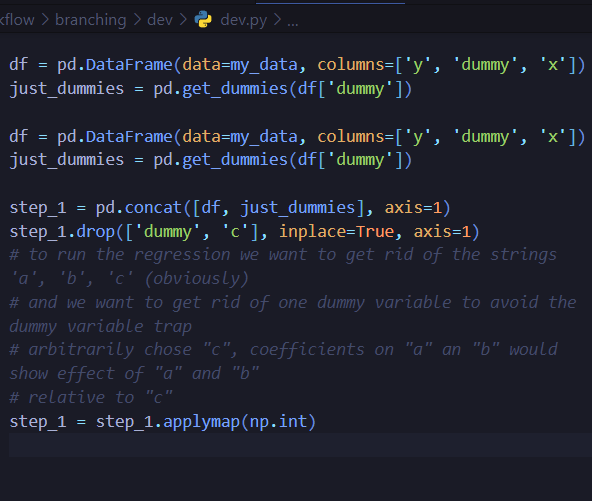 kflow > branching > dev > dev.py > ...
df = pd.DataFrame(data=my_data, columns=['y', 'dummy', 'x'])
just_dummies = pd.get_dummies(df['dummy'])
df = pd.DataFrame(data=my_data, columns=['y', 'dummy', 'x'])
just_dummies = pd.get_dummies(df['dummy'])
step_1 = pd.concat([df, just_dummies], axis=1)
step_1.drop(['dummy', 'c'], inplace=True, axis=1)
# to run the regression we want to get rid of the strings
'a', 'b', 'c' (obviously)
# and we want to get rid of one dummy variable to avoid the
dummy variable trap
# arbitrarily chose "c", coefficients on "a" an "b" would
show effect of "a" and "b"
# relative to "c"
step_1 = step_1.applymap(np.int)